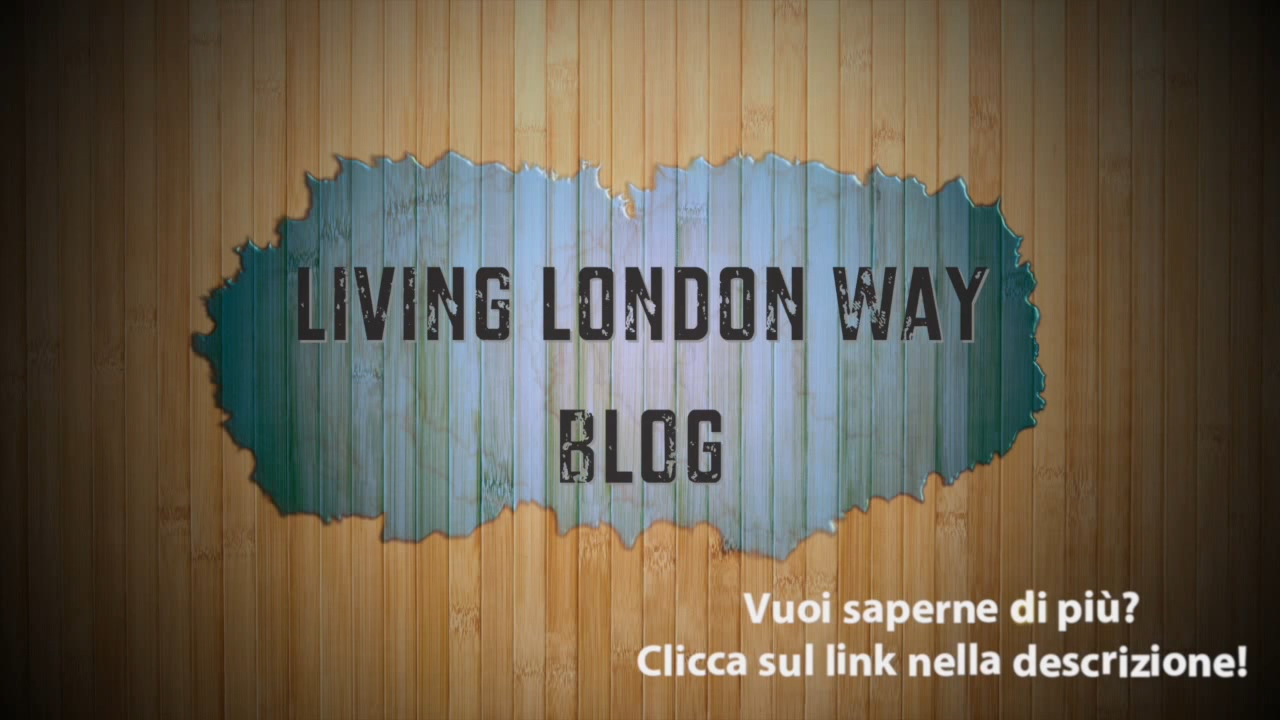 LIVING LONDON WAY
BLOG
Vuoi saperne di più?
Clicca sul link nella descrizione!